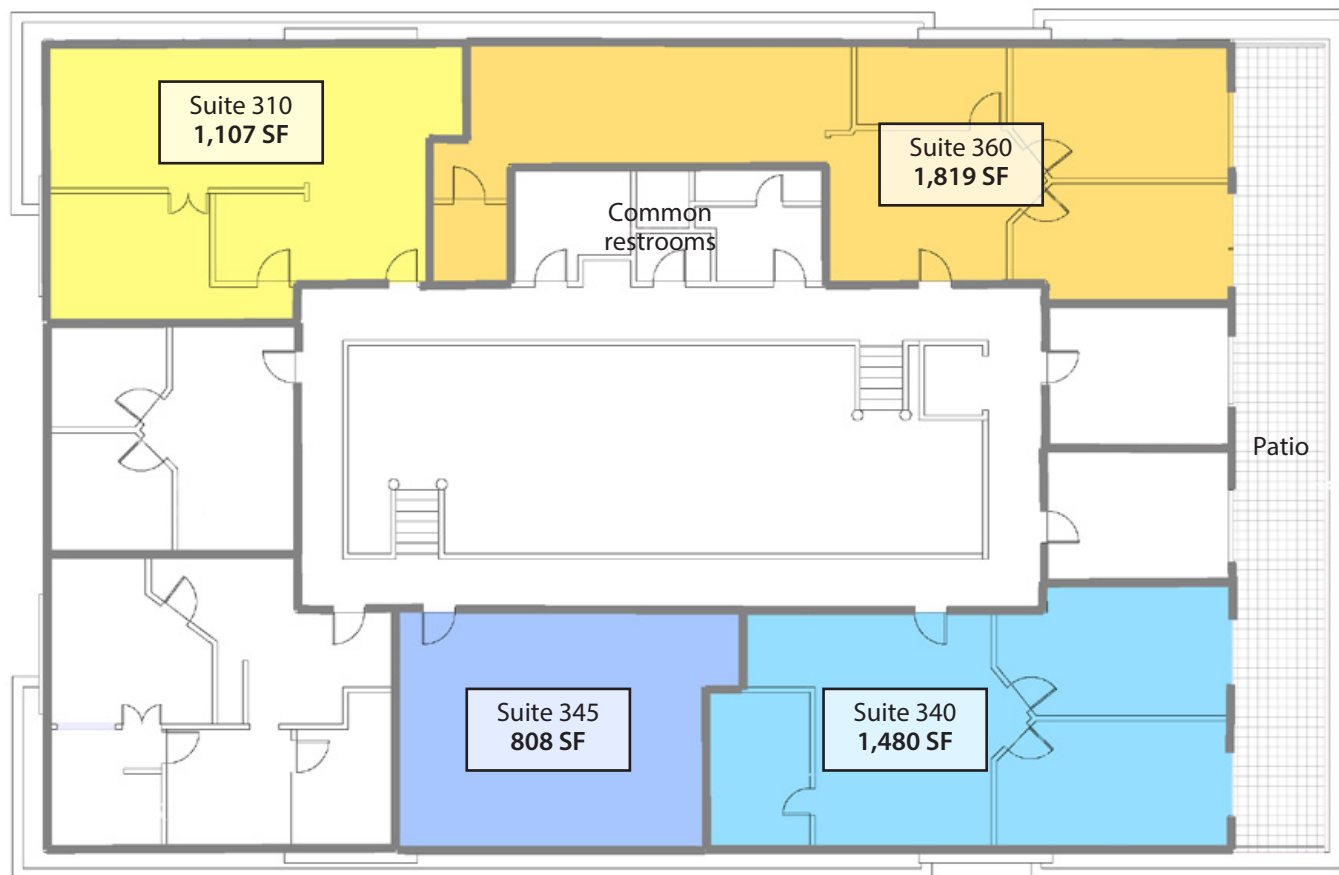 Suite 310
1,107 SF
Suite 360
1,819 SF
Common
restrooms
Patio
Suite 345
808 SF
Suite 340
1,480 SF